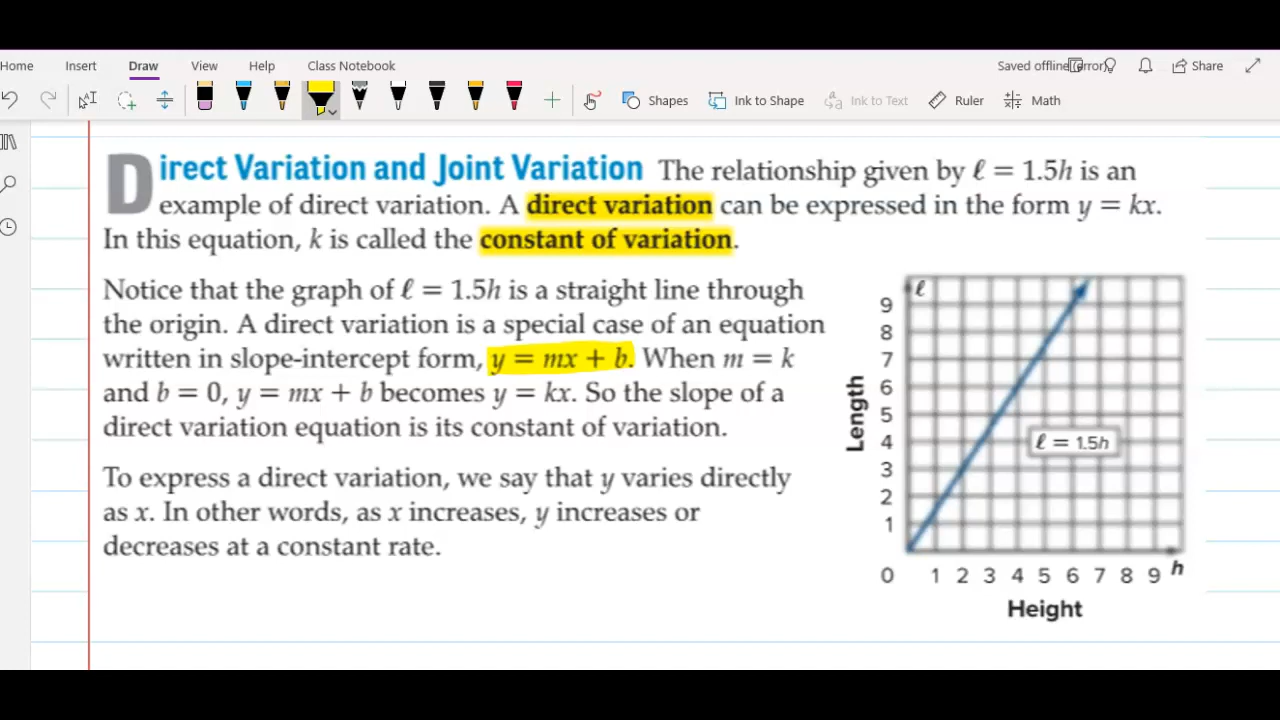 Home Insert Draw View Help Class Notebook Saved offline (error) Share
Shapes Ink to Shape Ink to Text Ruler Math
Direct Variation and Joint Variation The relationship given by ℓ = 1.5h is an
example of direct variation. A direct variation can be expressed in the form y = kx.
In this equation, k is called the constant of variation.
Notice that the graph of ℓ = 1.5h is a straight line through
the origin. A direct variation is a special case of an equation
written in slope-intercept form, y = mx + b. When m = k
and b = 0, y = mx + b becomes y = kx. So the slope of a
direct variation equation is its constant of variation.
To express a direct variation, we say that y varies directly
as x. In other words, as x increases, y increases or
decreases at a constant rate.
ℓ
9
8
7
6
5
4
3
2
1
Length
ℓ = 1.5h
0 1 2 3 4 5 6 7 8 9 h
Height